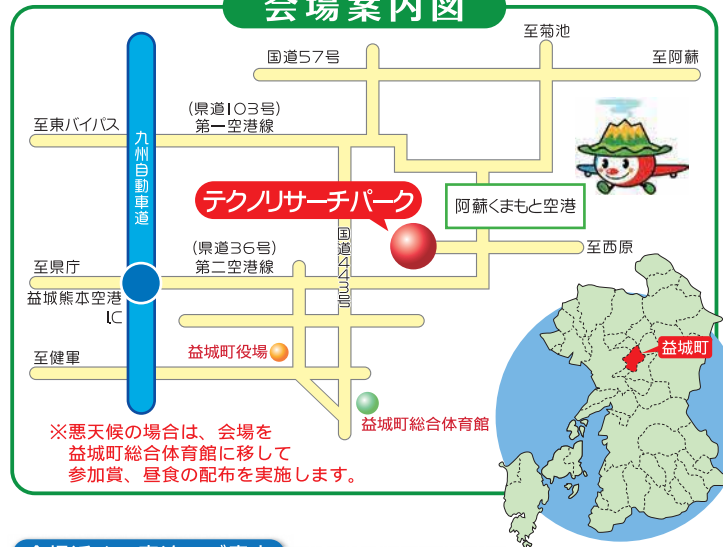 会場案内図
至菊池
国道57号
至阿蘇
(県道103号)
第一空港線
至東バイパス
九州自動車道
テクノリサーチパーク
阿蘇くまもと空港
国道443号
(県道36号)
第二空港線
至西原
至県庁
益城熊本空港
I.C
益城町
益城町役場
至健軍
益城町総合体育館
※悪天候の場合は、会場を
益城町総合体育館に移して
参加賞、昼食の配布を実施します。